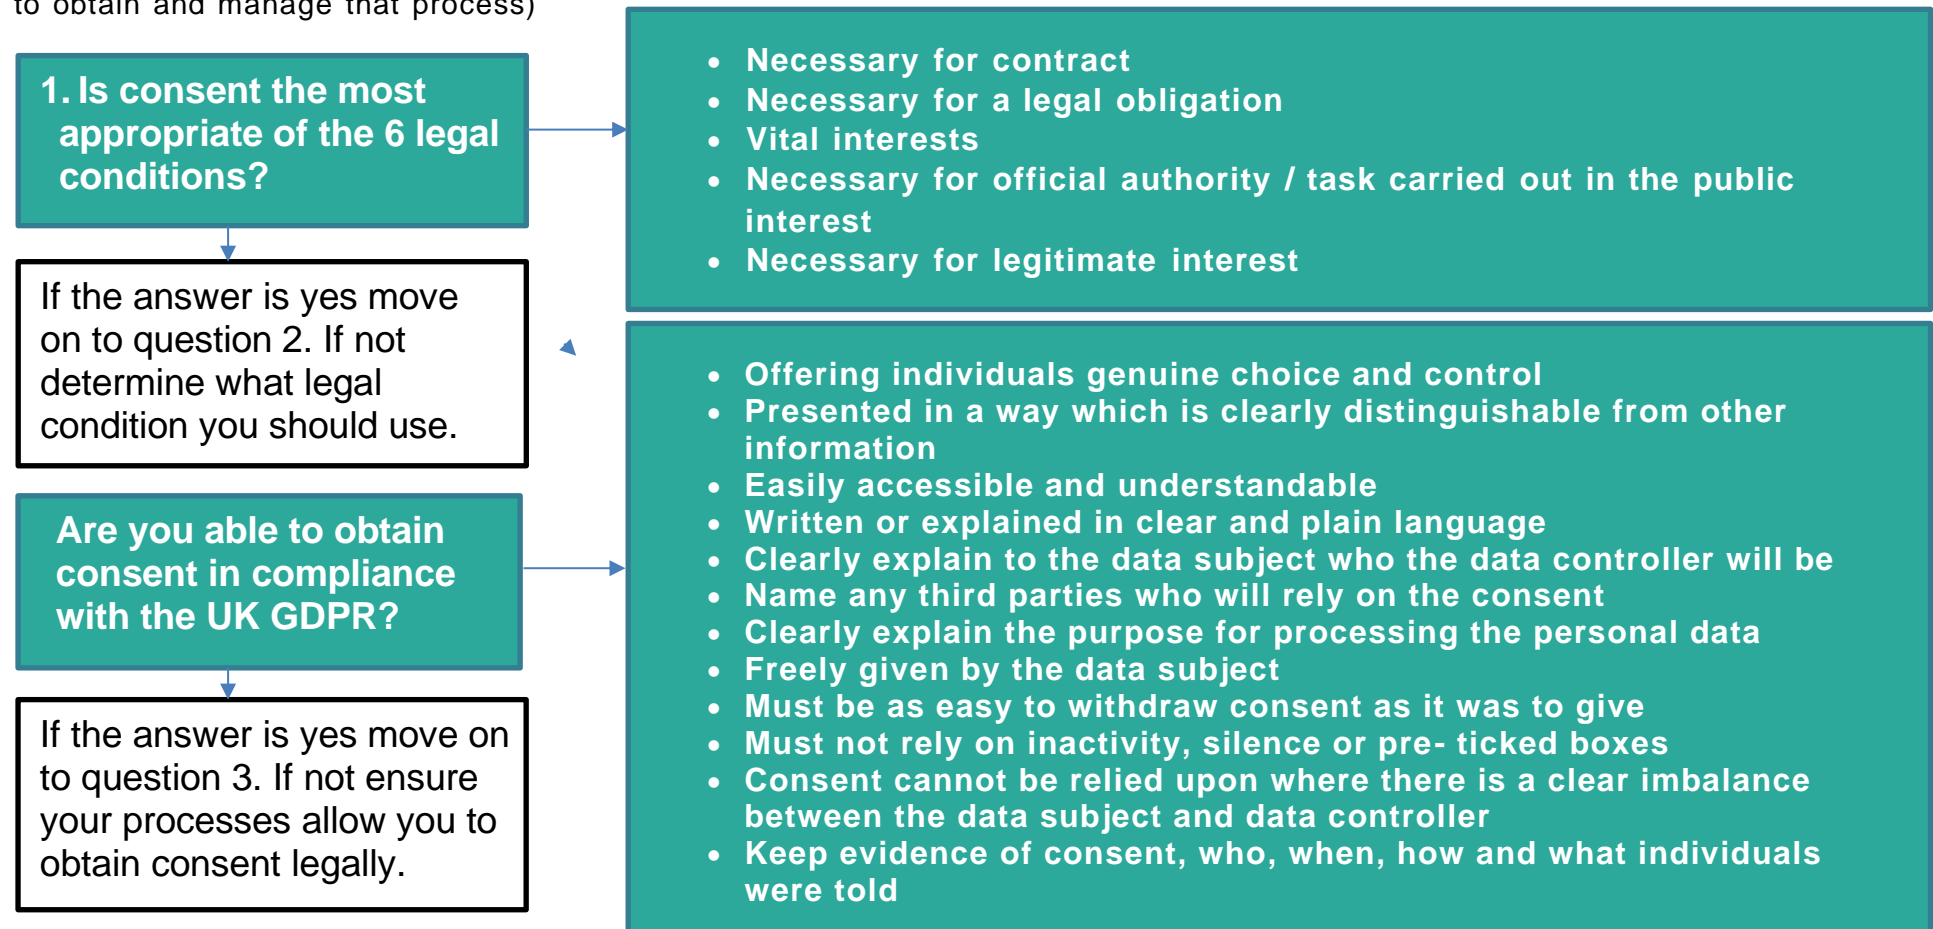 to obtain and manage that process)
1. Is consent the most
appropriate of the 6 legal
conditions?
• Necessary for contract
• Necessary for a legal obligation
• Vital interests
• Necessary for official authority / task carried out in the public
interest
• Necessary for legitimate interest
If the answer is yes move
on to question 2. If not
determine what legal
condition you should use.
Are you able to obtain
consent in compliance
with the UK GDPR?
• Offering individuals genuine choice and control
• Presented in a way which is clearly distinguishable from other
information
• Easily accessible and understandable
• Written or explained in clear and plain language
• Clearly explain to the data subject who the data controller will be
• Name any third parties who will rely on the consent
• Clearly explain the purpose for processing the personal data
• Freely given by the data subject
• Must be as easy to withdraw consent as it was to give
• Must not rely on inactivity, silence or pre- ticked boxes
• Consent cannot be relied upon where there is a clear imbalance
between the data subject and data controller
• Keep evidence of consent, who, when, how and what individuals
were told
If the answer is yes move on
to question 3. If not ensure
your processes allow you to
obtain consent legally.